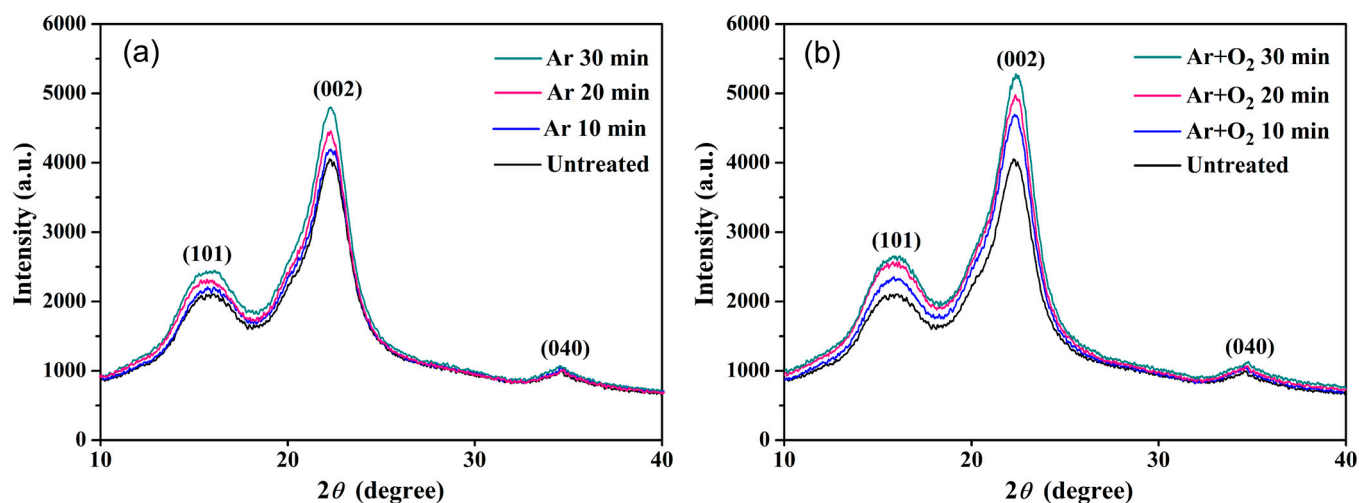 (a)
Ar 30 min
Ar 20 min
Ar 10 min
Untreated
(002)
(101)
(040)
6000
5000
4000
3000
2000
1000
0
Intensity (a.u.)
10
20
30
40
2θ (degree)
(b)
Ar+O₂ 30 min
Ar+O₂ 20 min
Ar+O₂ 10 min
Untreated
(002)
(101)
(040)
6000
5000
4000
3000
2000
1000
0
Intensity (a.u.)
10
20
30
40
2θ (degree)